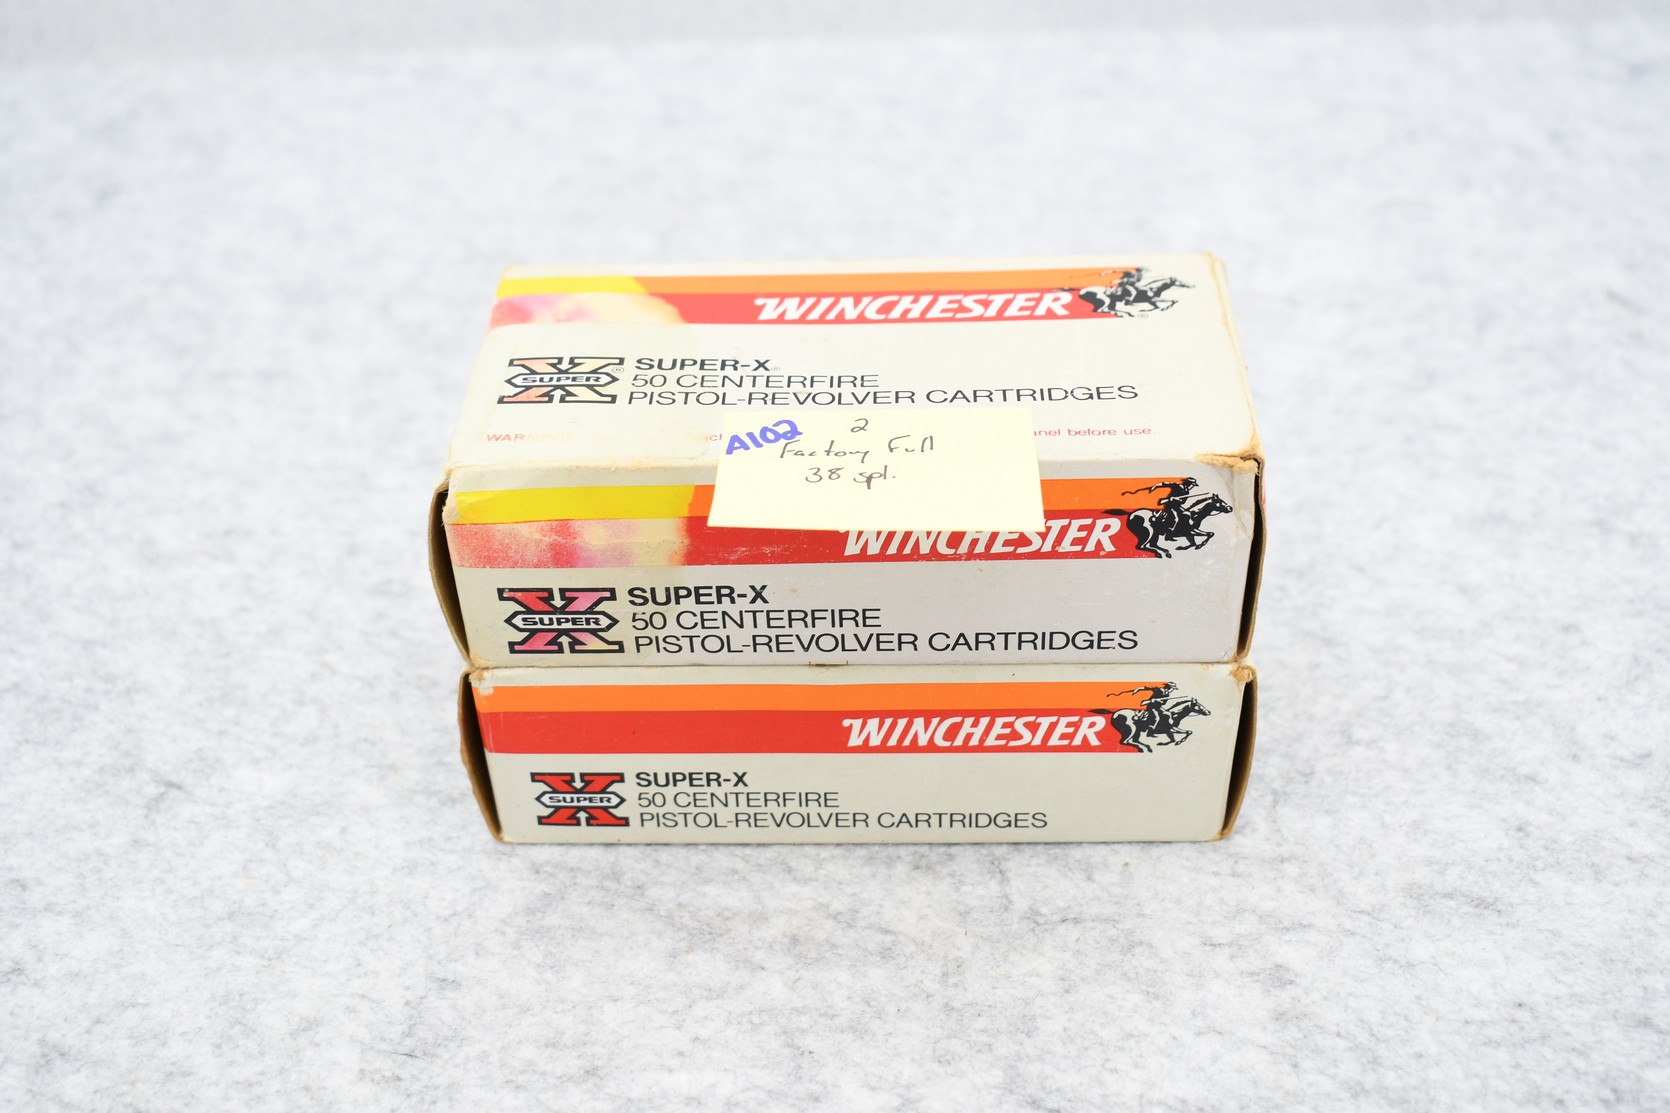 WINCHESTER
SUPER
SUPER-X®
50 CENTERFIRE
PISTOL-REVOLVER CARTRIDGES
WARNING
before use
A102
2
Factory Full
38 spl.
WINCHESTER
SUPER
SUPER-X
50 CENTERFIRE
PISTOL-REVOLVER CARTRIDGES
WINCHESTER
SUPER
SUPER-X
50 CENTERFIRE
PISTOL-REVOLVER CARTRIDGES